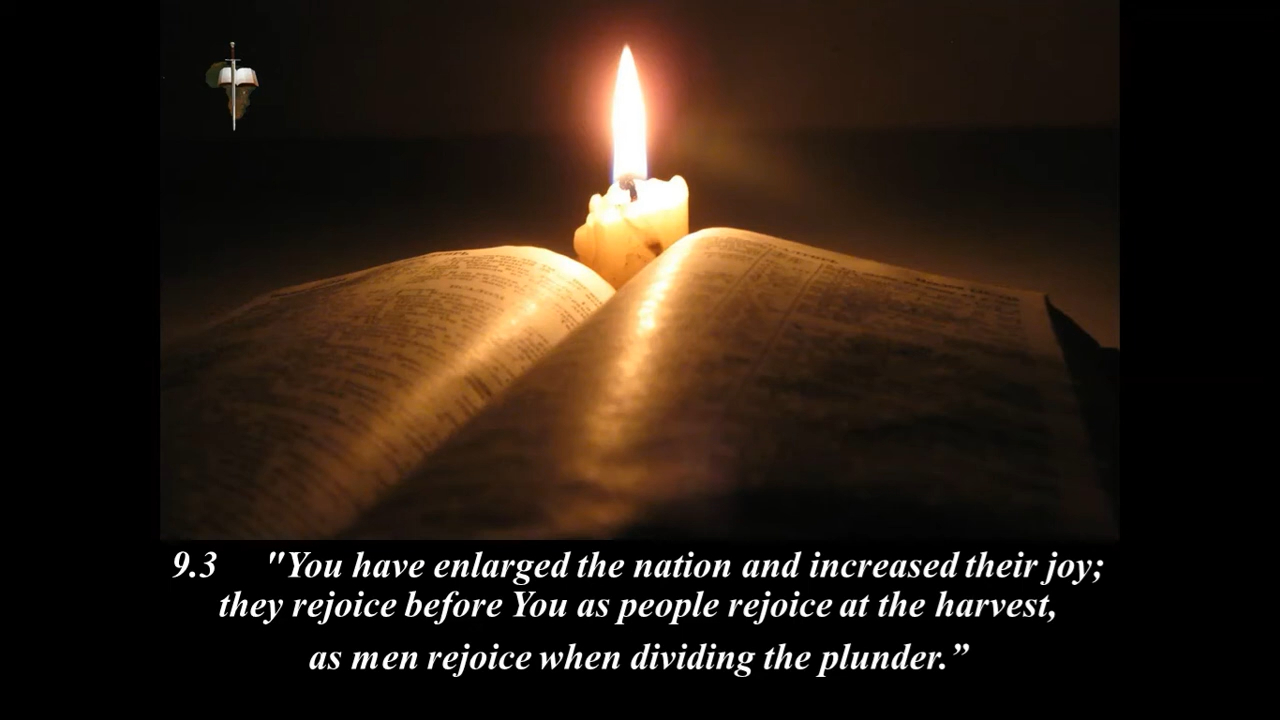 9.3 "You have enlarged the nation and increased their joy;
they rejoice before You as people rejoice at the harvest,
as men rejoice when dividing the plunder.”